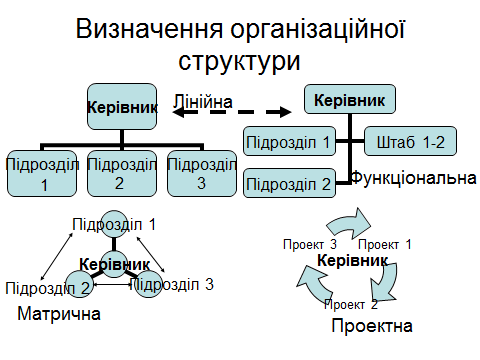 Визначення організаційної
структури
Керівник
Лінійна
Керівник
Підрозділ
1
Підрозділ
2
Підрозділ
3
Підрозділ 1
Штаб 1-2
Підрозділ 2
Функціональна
Підрозділ 1
Керівник
Підрозділ 2
Підрозділ 3
Матрична
Проект 3
Проект 1
Керівник
Проект 2
Проектна